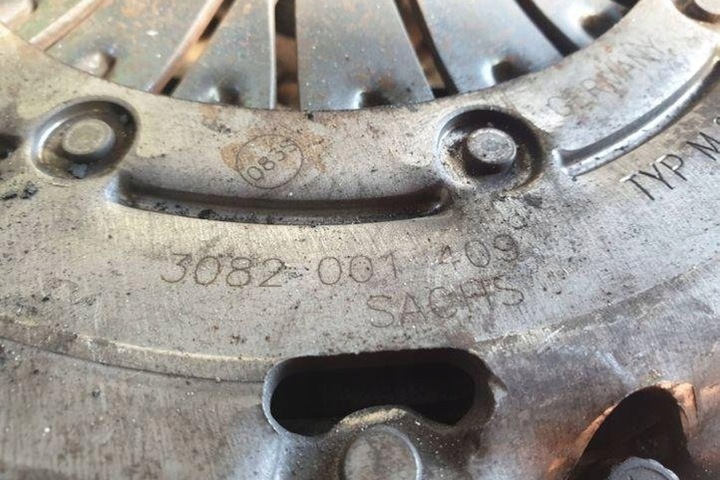 GERMANY
0835
TYP M
3082 001 409
SACHS